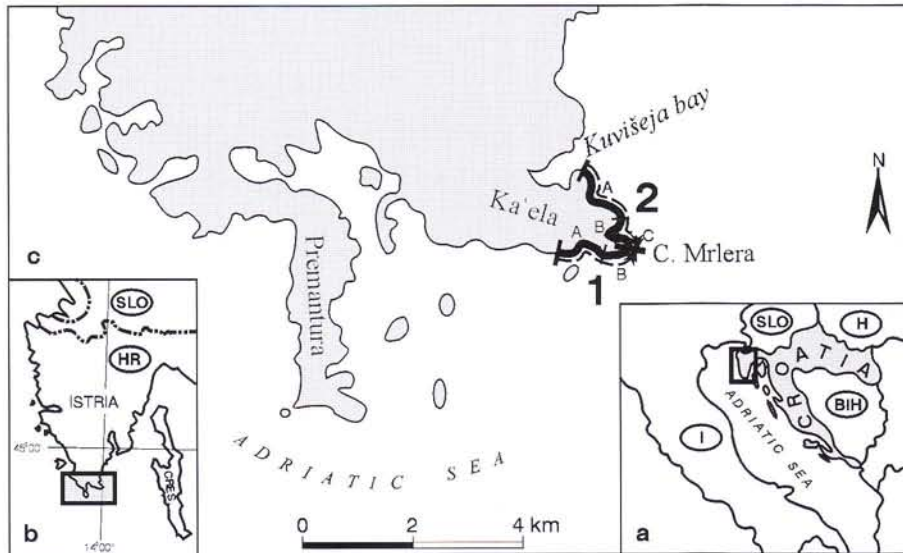 Kuvišeja bay
N
A
2
Ka'ela
B
C
A
C. Mrlera
B
1
Premantura
c
SLO
HR
ISTRIA
45°00
CRES
14°00
b
ADRIATIC SEA
0 2 4 km
SLO
H
CROATIA
BIH
I
ADRIATIC SEA
a